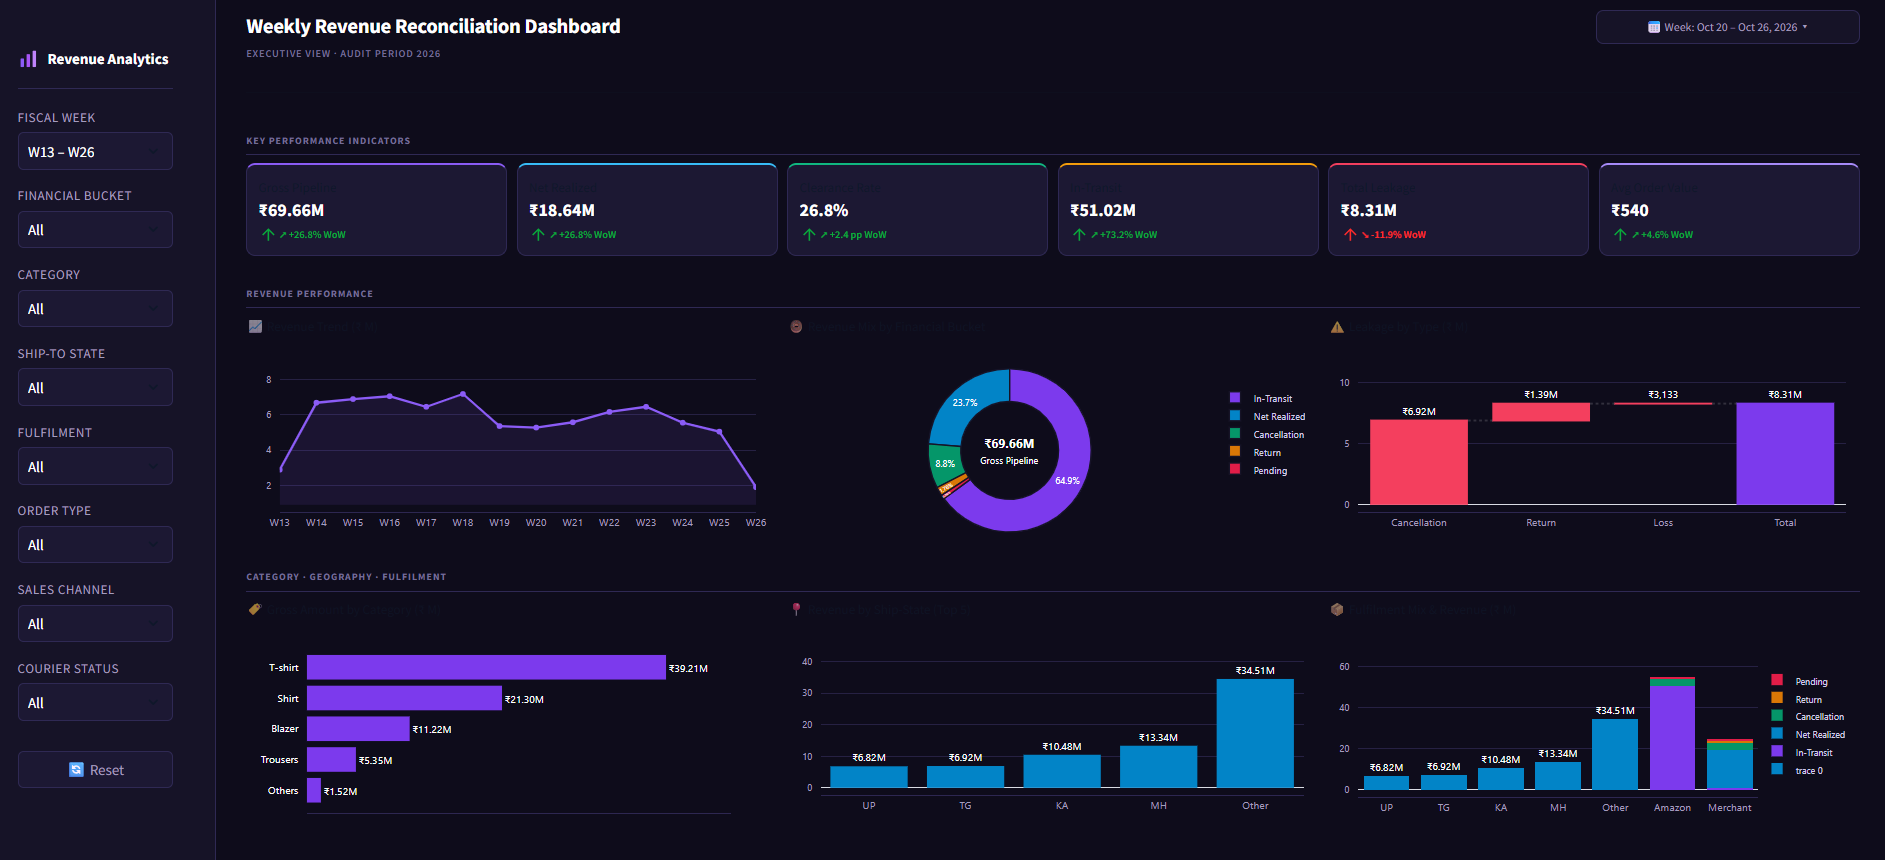 Revenue Analytics
FISCAL WEEK
W13 – W26
FINANCIAL BUCKET
All
CATEGORY
All
SHIP-TO STATE
All
FULFILMENT
All
ORDER TYPE
All
SALES CHANNEL
All
COURIER STATUS
All
Reset
Weekly Revenue Reconciliation Dashboard
EXECUTIVE VIEW · AUDIT PERIOD 2026
Week: Oct 20 – Oct 26, 2026
KEY PERFORMANCE INDICATORS
₹69.66M
↗ +26.8% WoW
₹18.64M
↗ +26.8% WoW
26.8%
↗ +2.4 pp WoW
₹51.02M
↗ +73.2% WoW
₹8.31M
↘ -11.9% WoW
₹540
↗ +4.6% WoW
REVENUE PERFORMANCE
8
6
4
2
W13 W14 W15 W16 W17 W18 W19 W20 W21 W22 W23 W24 W25 W26
23.7%
8.8%
64.9%
₹69.66M
Gross Pipeline
In-Transit
Net Realized
Cancellation
Return
Pending
10
5
0
₹6.92M
₹1.39M
₹3,133
₹8.31M
Cancellation Return Loss Total
CATEGORY · GEOGRAPHY · FULFILMENT
T-shirt ₹39.21M
Shirt ₹21.30M
Blazer ₹11.22M
Trousers ₹5.35M
Others ₹1.52M
40
30
20
10
0
₹6.82M ₹6.92M ₹10.48M ₹13.34M ₹34.51M
UP TG KA MH Other
60
40
20
0
₹6.82M ₹6.92M ₹10.48M ₹13.34M ₹34.51M
UP TG KA MH Other Amazon Merchant
Pending
Return
Cancellation
Net Realized
In-Transit
trace 0